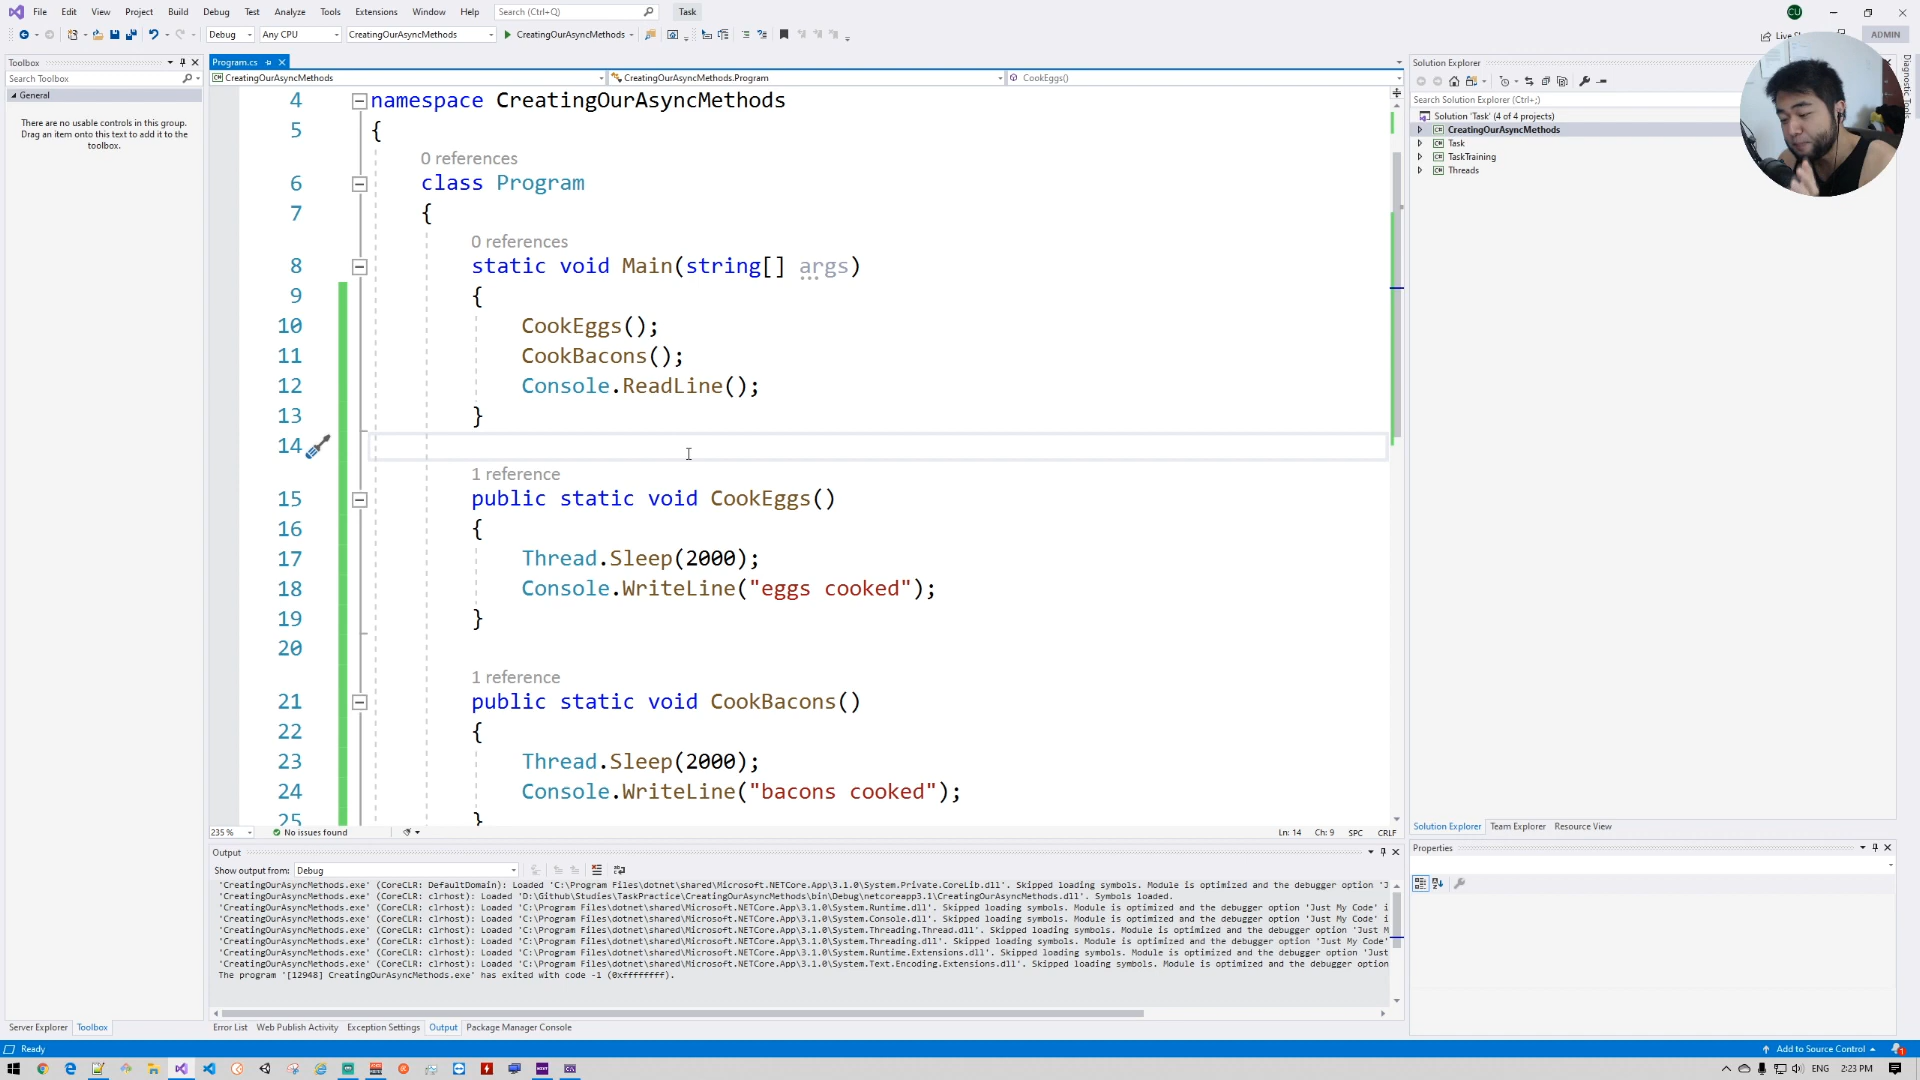 File Edit View Project Build Debug Test Analyze Tools Extensions Window Help Search (Ctrl+Q) Task CU
Debug Any CPU CreatingOurAsyncMethods CreatingOurAsyncMethods Live ADMIN
Toolbox
Search Toolbox
General
There are no usable controls in this group.
Drag an item onto this text to add it to the
toolbox.
Program.cs
CreatingOurAsyncMethods CreatingOurAsyncMethods.Program CookEggs()
4 namespace CreatingOurAsyncMethods
5 {
0 references
6 class Program
7 {
0 references
8 static void Main(string[] args)
9 {
10 CookEggs();
11 CookBacons();
12 Console.ReadLine();
13 }
14
1 reference
15 public static void CookEggs()
16 {
17 Thread.Sleep(2000);
18 Console.WriteLine("eggs cooked");
19 }
20
1 reference
21 public static void CookBacons()
22 {
23 Thread.Sleep(2000);
24 Console.WriteLine("bacons cooked");
25 }
235 % No issues found Ln: 14 Ch: 9 SPC CRLF
Output
Show output from: Debug
'CreatingOurAsyncMethods.exe' (CoreCLR: DefaultDomain): Loaded 'C:\Program Files\dotnet\shared\Microsoft.NETCore.App\3.1.0\System.Private.CoreLib.dll'. Skipped loading symbols. Module is optimized and the debugger option 'J
'CreatingOurAsyncMethods.exe' (CoreCLR: clrhost): Loaded 'D:\Github\Studies\TaskPractice\CreatingOurAsyncMethods\bin\Debug\netcoreapp3.1\CreatingOurAsyncMethods.dll'. Symbols loaded.
'CreatingOurAsyncMethods.exe' (CoreCLR: clrhost): Loaded 'C:\Program Files\dotnet\shared\Microsoft.NETCore.App\3.1.0\System.Runtime.dll'. Skipped loading symbols. Module is optimized and the debugger option 'Just My Code' i
'CreatingOurAsyncMethods.exe' (CoreCLR: clrhost): Loaded 'C:\Program Files\dotnet\shared\Microsoft.NETCore.App\3.1.0\System.Console.dll'. Skipped loading symbols. Module is optimized and the debugger option 'Just My Code' i
'CreatingOurAsyncMethods.exe' (CoreCLR: clrhost): Loaded 'C:\Program Files\dotnet\shared\Microsoft.NETCore.App\3.1.0\System.Threading.Thread.dll'. Skipped loading symbols. Module is optimized and the debugger option 'Just M
'CreatingOurAsyncMethods.exe' (CoreCLR: clrhost): Loaded 'C:\Program Files\dotnet\shared\Microsoft.NETCore.App\3.1.0\System.Threading.dll'. Skipped loading symbols. Module is optimized and the debugger option 'Just My Code'
'CreatingOurAsyncMethods.exe' (CoreCLR: clrhost): Loaded 'C:\Program Files\dotnet\shared\Microsoft.NETCore.App\3.1.0\System.Runtime.Extensions.dll'. Skipped loading symbols. Module is optimized and the debugger option 'Just
'CreatingOurAsyncMethods.exe' (CoreCLR: clrhost): Loaded 'C:\Program Files\dotnet\shared\Microsoft.NETCore.App\3.1.0\System.Text.Encoding.Extensions.dll'. Skipped loading symbols. Module is optimized and the debugger option
The program '[12948] CreatingOurAsyncMethods.exe' has exited with code -1 (0xffffffff).
Server Explorer Toolbox
Error List Web Publish Activity Exception Settings Output Package Manager Console
Solution Explorer
Search Solution Explorer (Ctrl+;)
Solution 'Task' (4 of 4 projects)
CreatingOurAsyncMethods
Task
TaskTraining
Threads
Solution Explorer Team Explorer Resource View
Properties
Diagnostic Tools
Ready Add to Source Control 1
ENG 2:23 PM